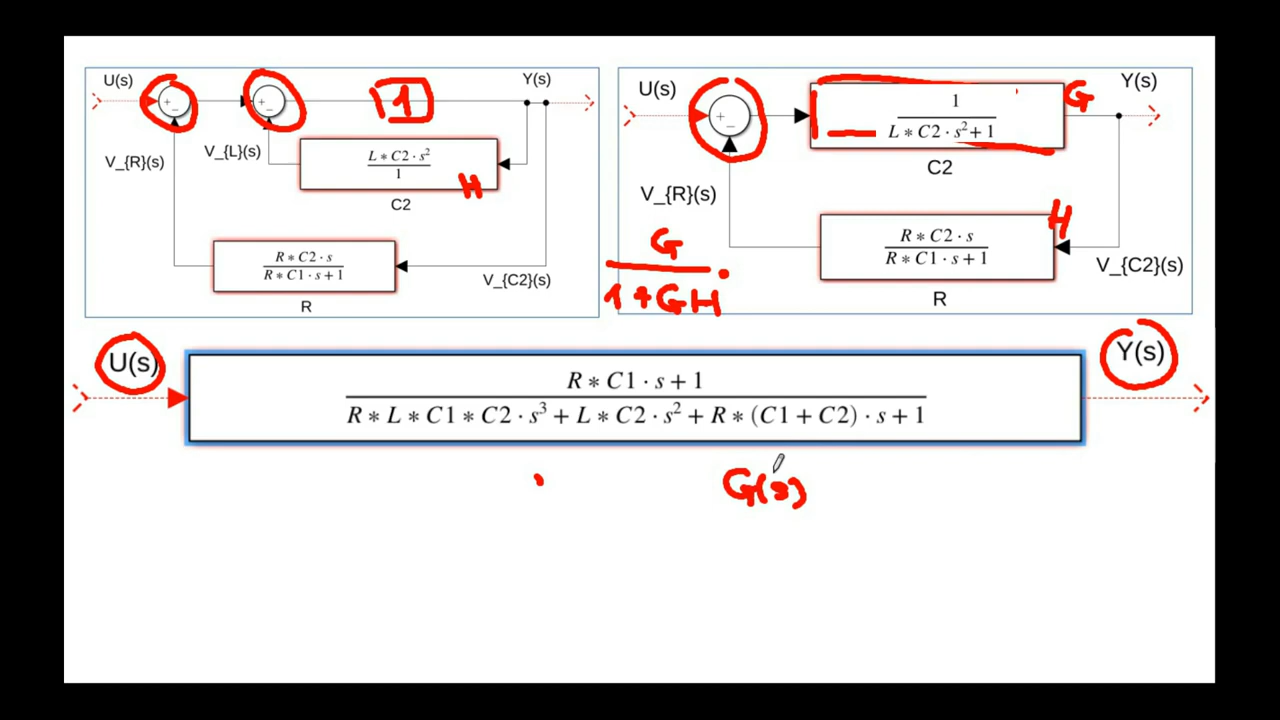 U(s)
+
_
+
_
1
Y(s)
V_{R}(s)
V_{L}(s)
L∗C2·s²
1
H
C2
R∗C2·s
R∗C1·s+1
R
V_{C2}(s)
U(s)
+
_
1
L∗C2·s²+1
G
Y(s)
C2
V_{R}(s)
R∗C2·s
R∗C1·s+1
H
R
V_{C2}(s)
G
1+GH
U(s)
R∗C1·s+1
R∗L∗C1∗C2·s³+L∗C2·s²+R∗(C1+C2)·s+1
Y(s)
G(s)